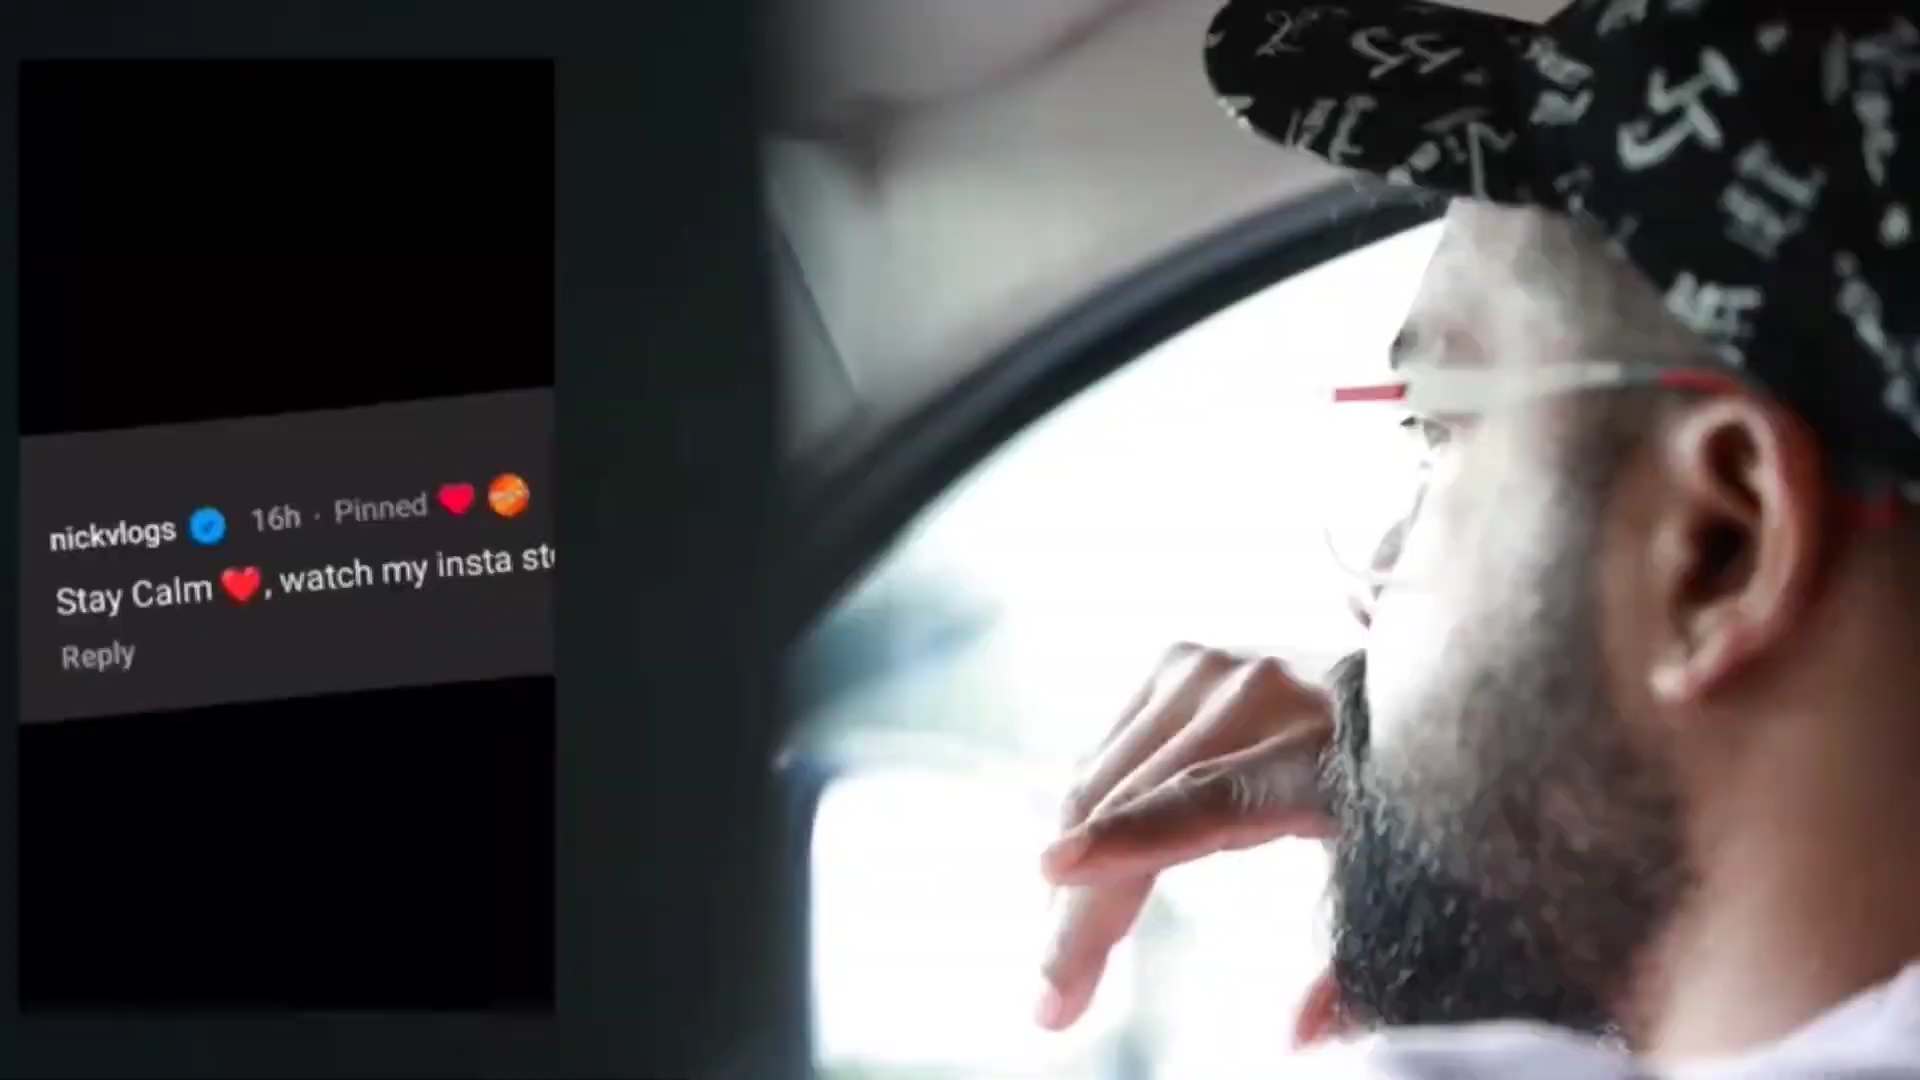 nickvlogs 16h · Pinned
Stay Calm ❤️, watch my insta
Reply